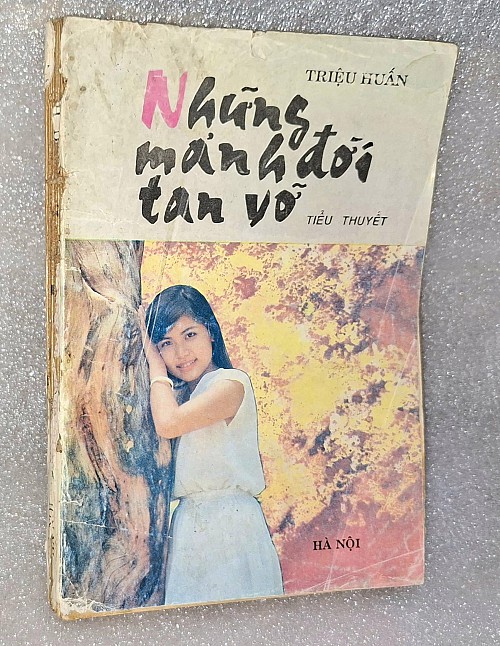 TRIỆU HUẤN
Những
mảnh đời
tan vỡ
TIỂU THUYẾT
HÀ NỘI